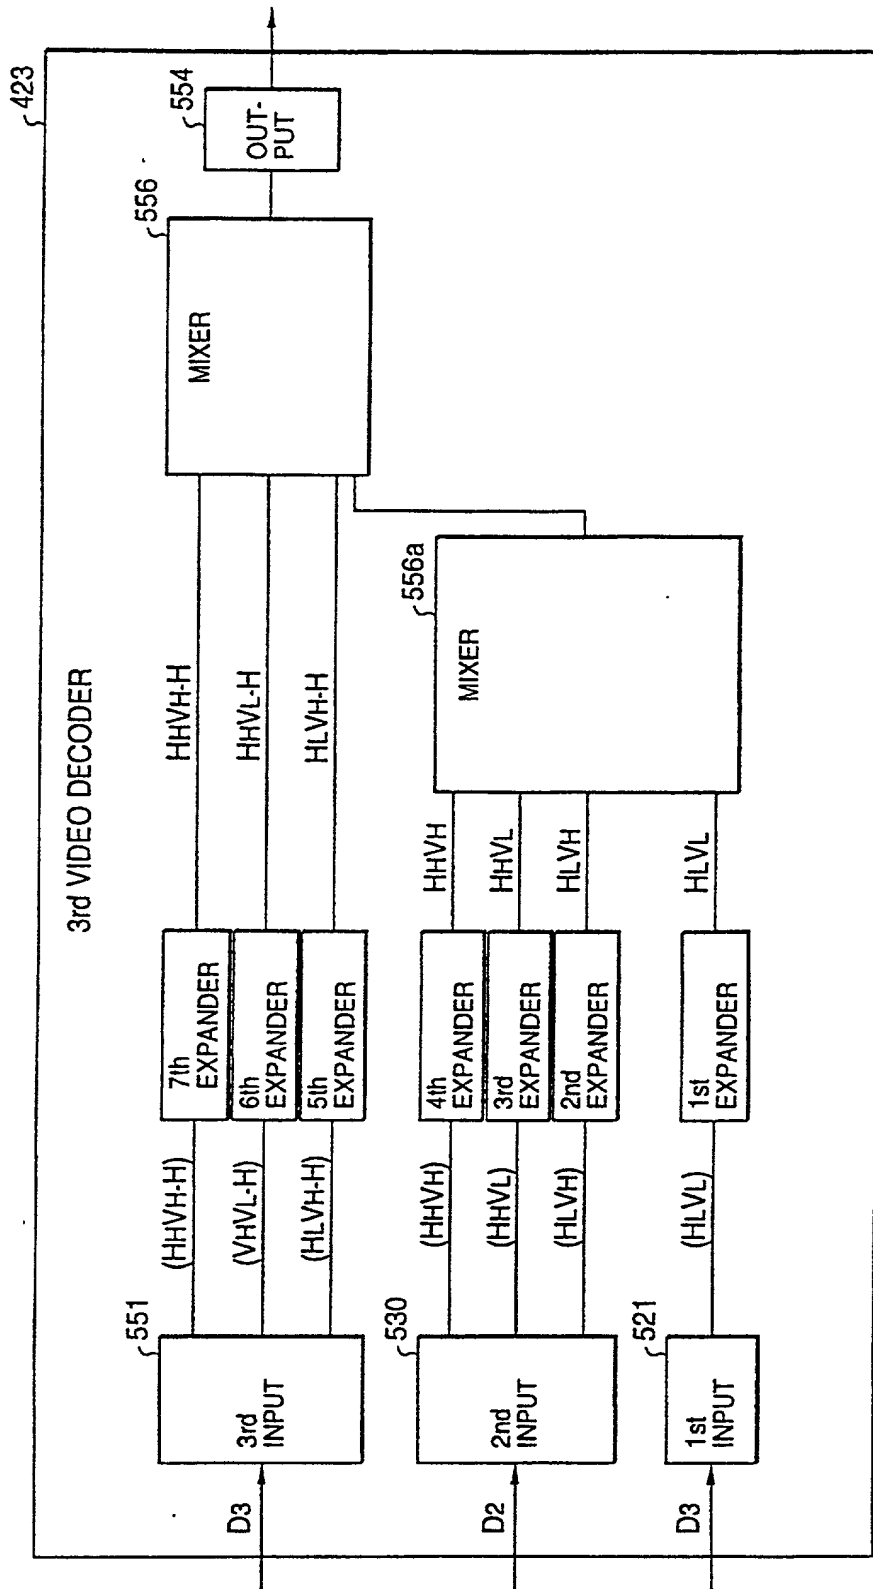 423
3rd VIDEO DECODER
D3
3rd
INPUT
551
(HHVH-H)
(VHVL-H)
(HLVH-H)
7th
EXPANDER
6th
EXPANDER
5th
EXPANDER
HHVH-H
HHVL-H
HLVH-H
MIXER
556
OUT-
PUT
554
D2
2nd
INPUT
530
(HHVH)
(HHVL)
(HLVH)
4th
EXPANDER
3rd
EXPANDER
2nd
EXPANDER
HHVH
HHVL
HLVH
MIXER
556a
D3
1st
INPUT
521
(HLVL)
1st
EXPANDER
HLVL